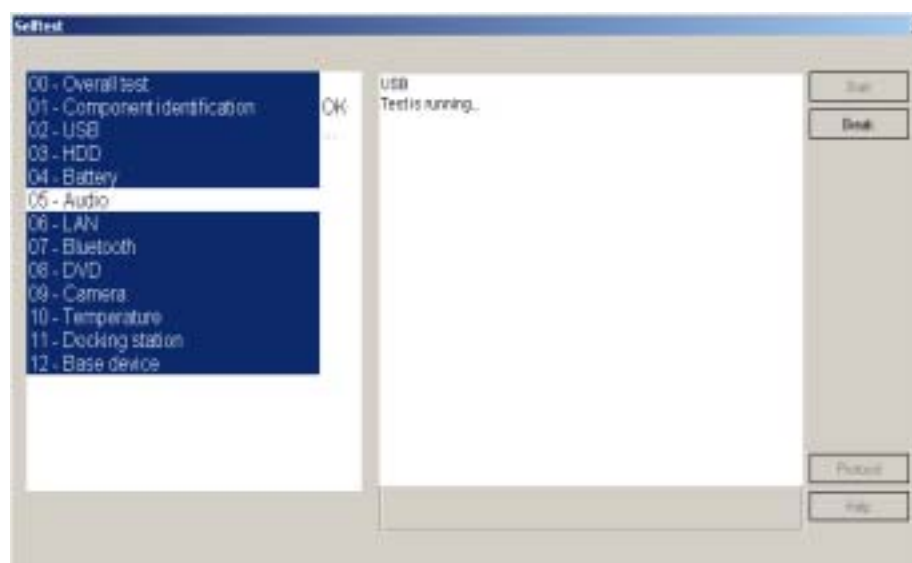 Selftest
00 - Overall test
01 - Component identification OK
02 - USB ...
03 - HDD
04 - Battery
05 - Audio
06 - LAN
07 - Bluetooth
08 - DVD
09 - Camera
10 - Temperature
11 - Docking station
12 - Base device
USB
Test is running...
Start
Break
Protocol
Help